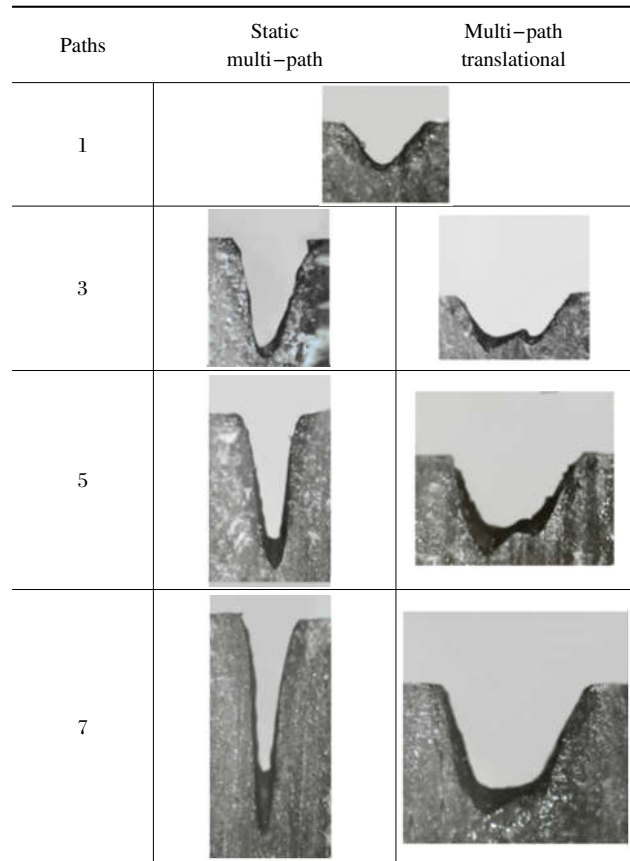 Paths
Static
multi−path
Multi−path
translational
1
3
5
7